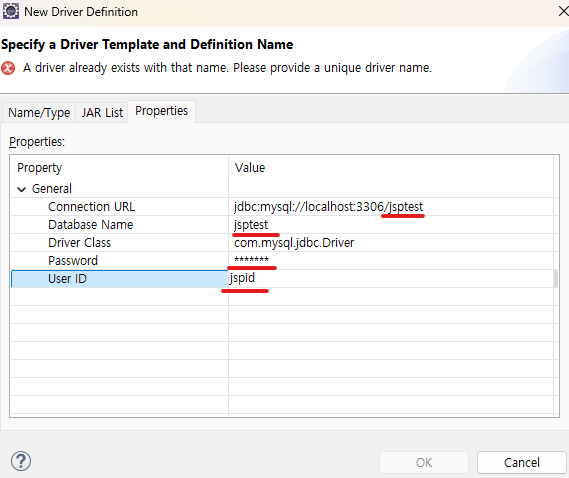 New Driver Definition
Specify a Driver Template and Definition Name
A driver already exists with that name. Please provide a unique driver name.
Name/Type JAR List Properties
Properties:
Property Value
General
Connection URL jdbc:mysql://localhost:3306/jsptest
Database Name jsptest
Driver Class com.mysql.jdbc.Driver
Password *******
User ID jspid
? OK Cancel